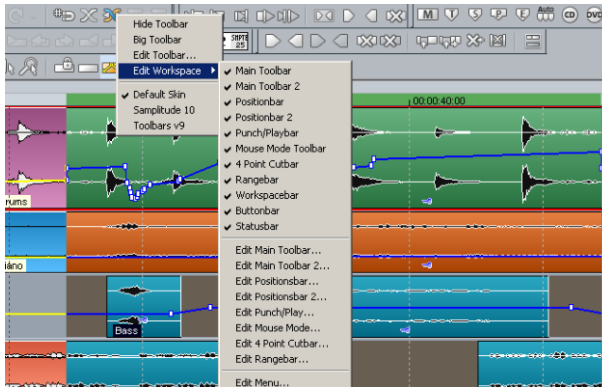 M T S P E Auto CD DVD
Hide Toolbar
Big Toolbar
Edit Toolbar...
Edit Workspace
Default Skin
Samplitude 10
Toolbars v9
SMPTE
25
Main Toolbar
Main Toolbar 2
Positionbar
Positionbar 2
Punch/Playbar
Mouse Mode Toolbar
4 Point Cutbar
Rangebar
Workspacebar
Buttonbar
Statusbar
Edit Main Toolbar...
Edit Main Toolbar 2...
Edit Positionsbar...
Edit Positionsbar 2...
Edit Punch/Play...
Edit Mouse Mode...
Edit 4 Point Cutbar...
Edit Rangebar...
Edit Menu...
00:00:40:00
rums
iáno
Bass